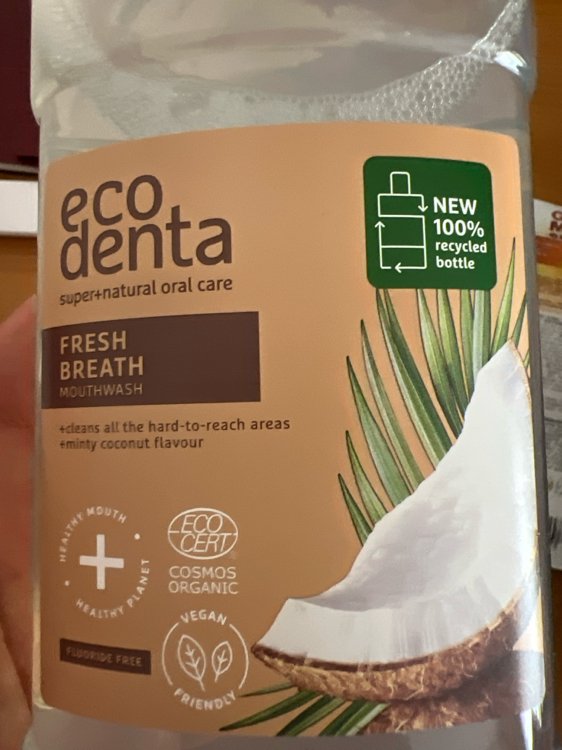 eco
denta
super+natural oral care
NEW
100%
recycled
bottle
FRESH
BREATH
MOUTHWASH
+cleans all the hard-to-reach areas
+minty coconut flavour
HEALTHY MOUTH
HEALTHY PLANET
ECO
CERT
COSMOS
ORGANIC
VEGAN
FRIENDLY
FLUORIDE FREE